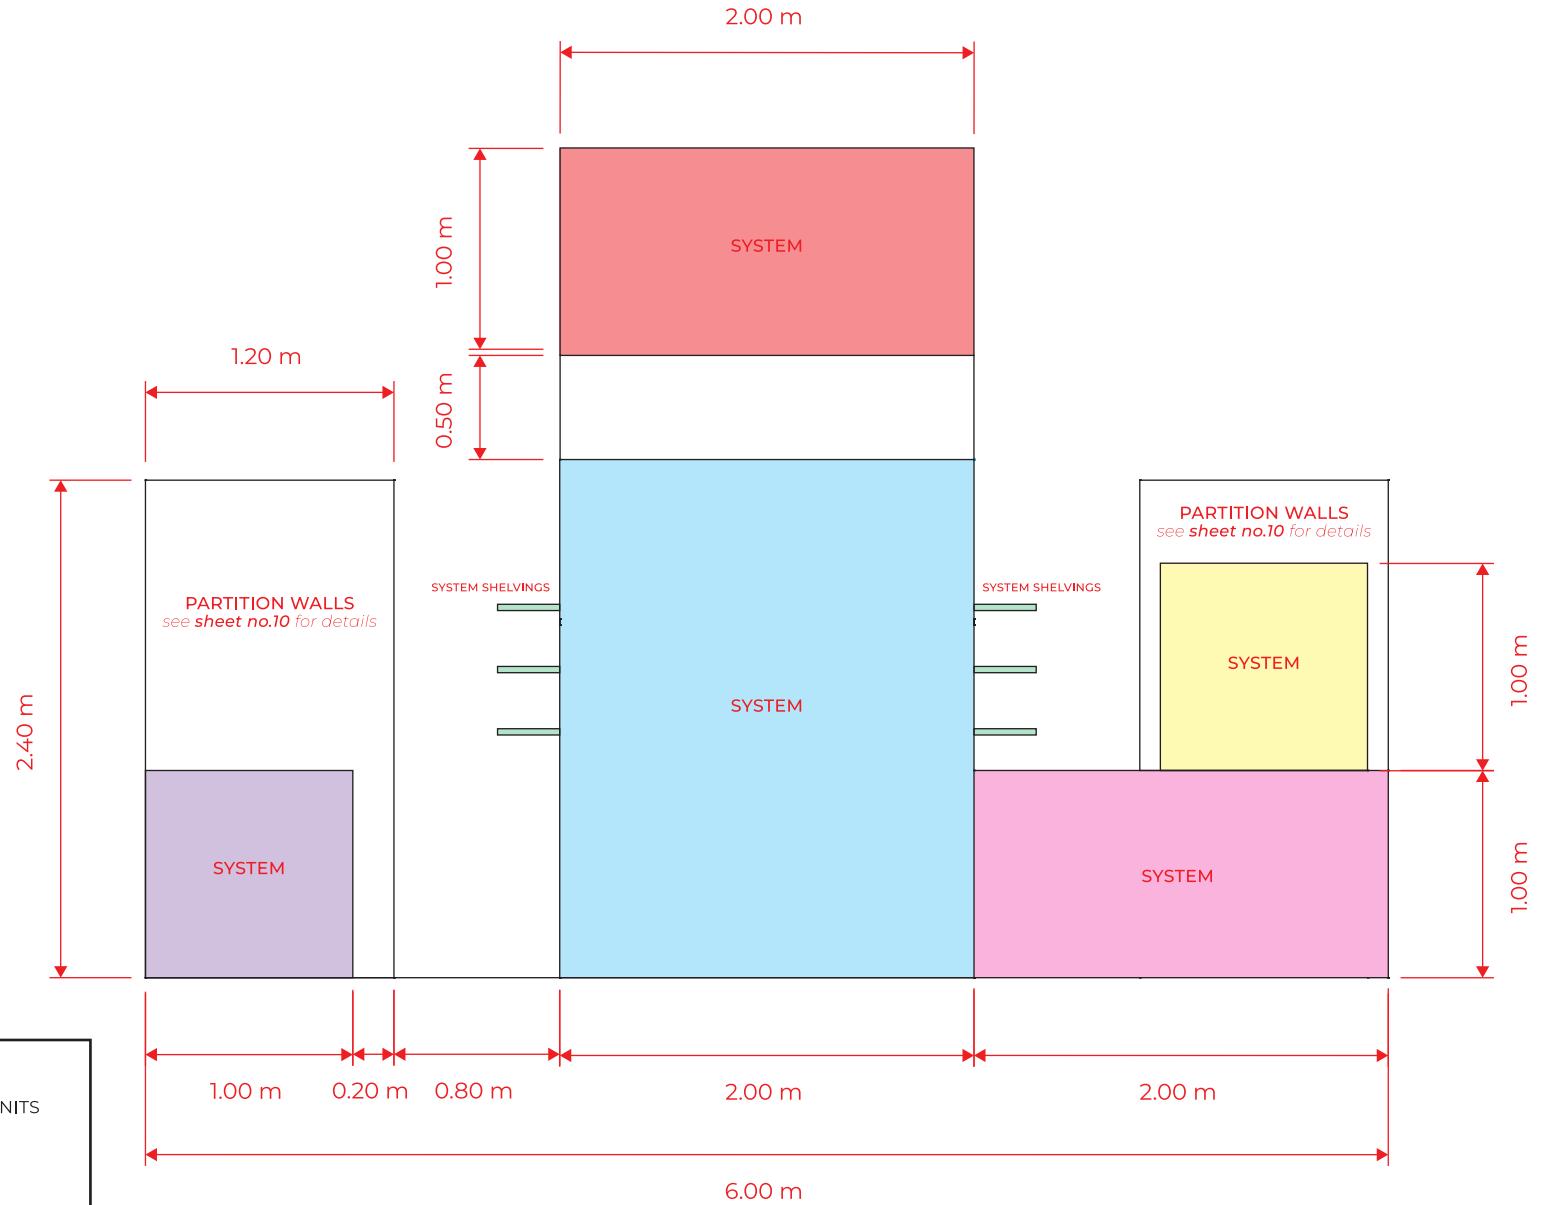 2.00 m
1.00 m
SYSTEM
1.20 m
0.50 m
PARTITION WALLS
see sheet no.10 for details
SYSTEM SHELVINGS
SYSTEM SHELVINGS
PARTITION WALLS
see sheet no.10 for details
SYSTEM
1.00 m
2.40 m
SYSTEM
SYSTEM
SYSTEM
1.00 m
1.00 m
0.20 m
0.80 m
2.00 m
2.00 m
NITS
6.00 m